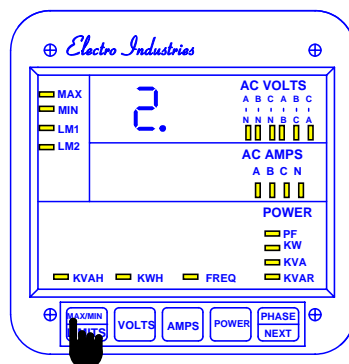 Electro Industries
MAX
MIN
LM1
LM2
2.
AC VOLTS
A B C A B C
- - - - - -
N N N B C A
AC AMPS
A B C N
POWER
PF
KW
KVA
KVAR
KVAH KWH FREQ
MAX/MIN
VOLTS AMPS POWER
PHASE
NEXT